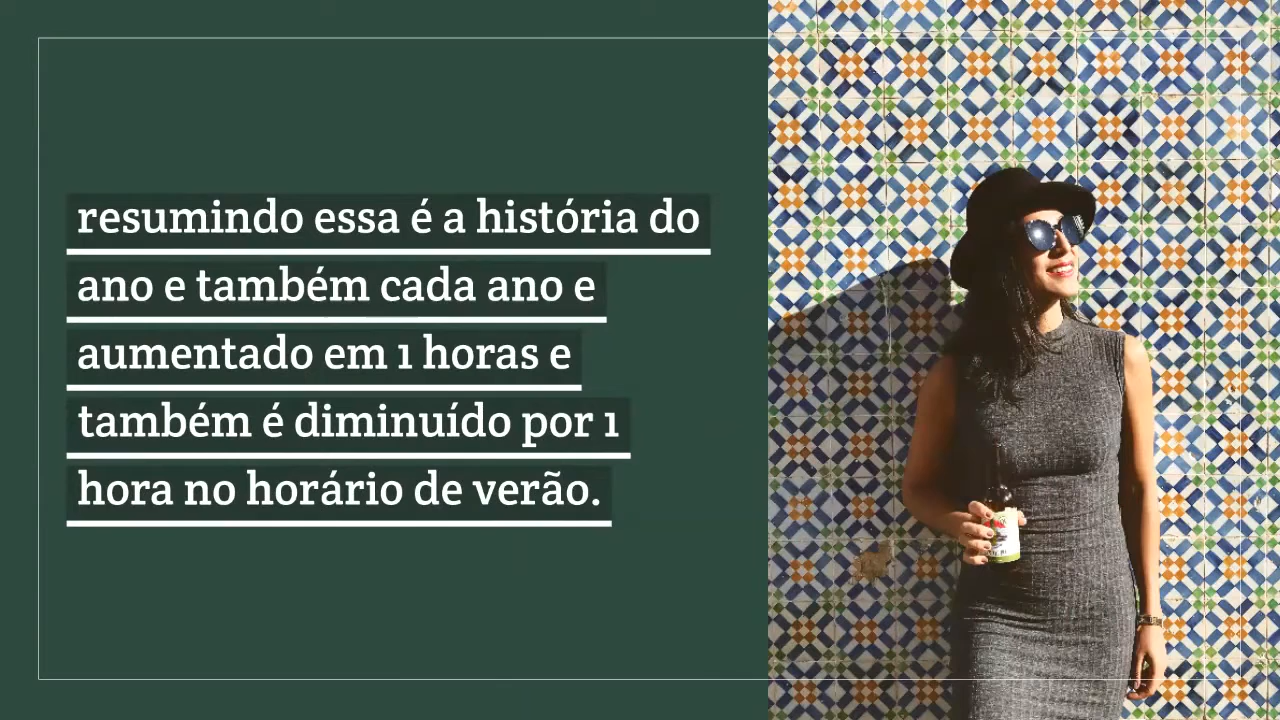 resumindo essa é a história do
ano e também cada ano e
aumentado em 1 horas e
também é diminuído por 1
hora no horário de verão.